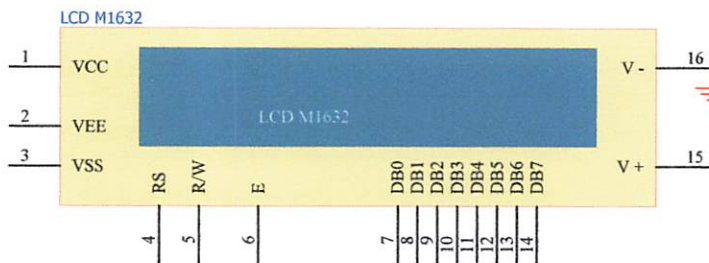 LCD M1632
1 VCC V - 16
LCD M1632
2 VEE
3 VSS V + 15
RS R/W E DB0 DB1 DB2 DB3 DB4 DB5 DB6 DB7
4 5 6 7 8 9 10 11 12 13 14